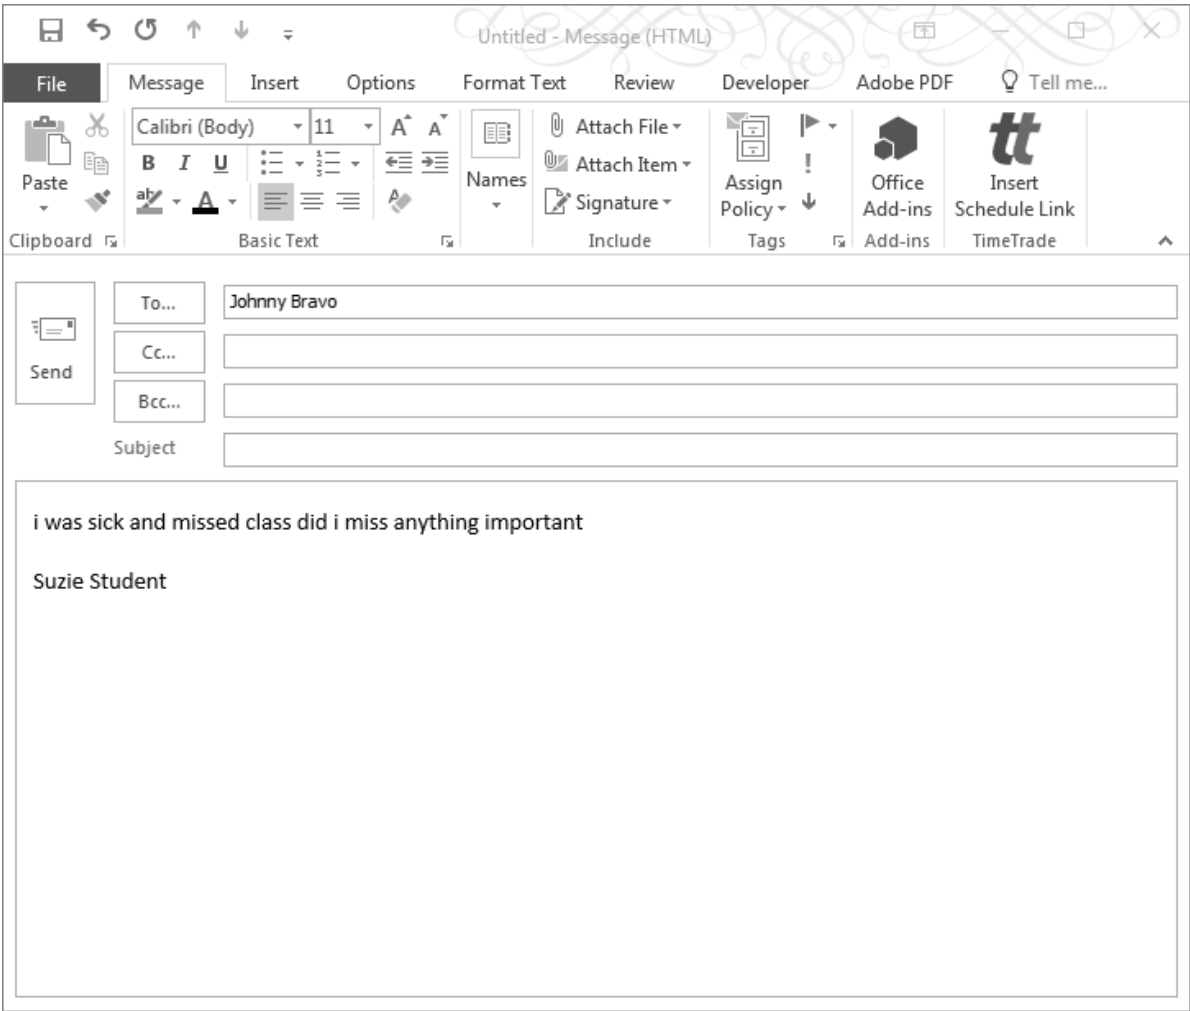 Untitled - Message (HTML)
File Message Insert Options Format Text Review Developer Adobe PDF Tell me...
Calibri (Body) 11 A A Attach File
B I U Names Attach Item Assign Policy Office Add-ins tt Insert Schedule Link
Paste aby A Signature
Clipboard Basic Text Include Tags Add-ins TimeTrade
Send
To... Johnny Bravo
Cc...
Bcc...
Subject
i was sick and missed class did i miss anything important
Suzie Student